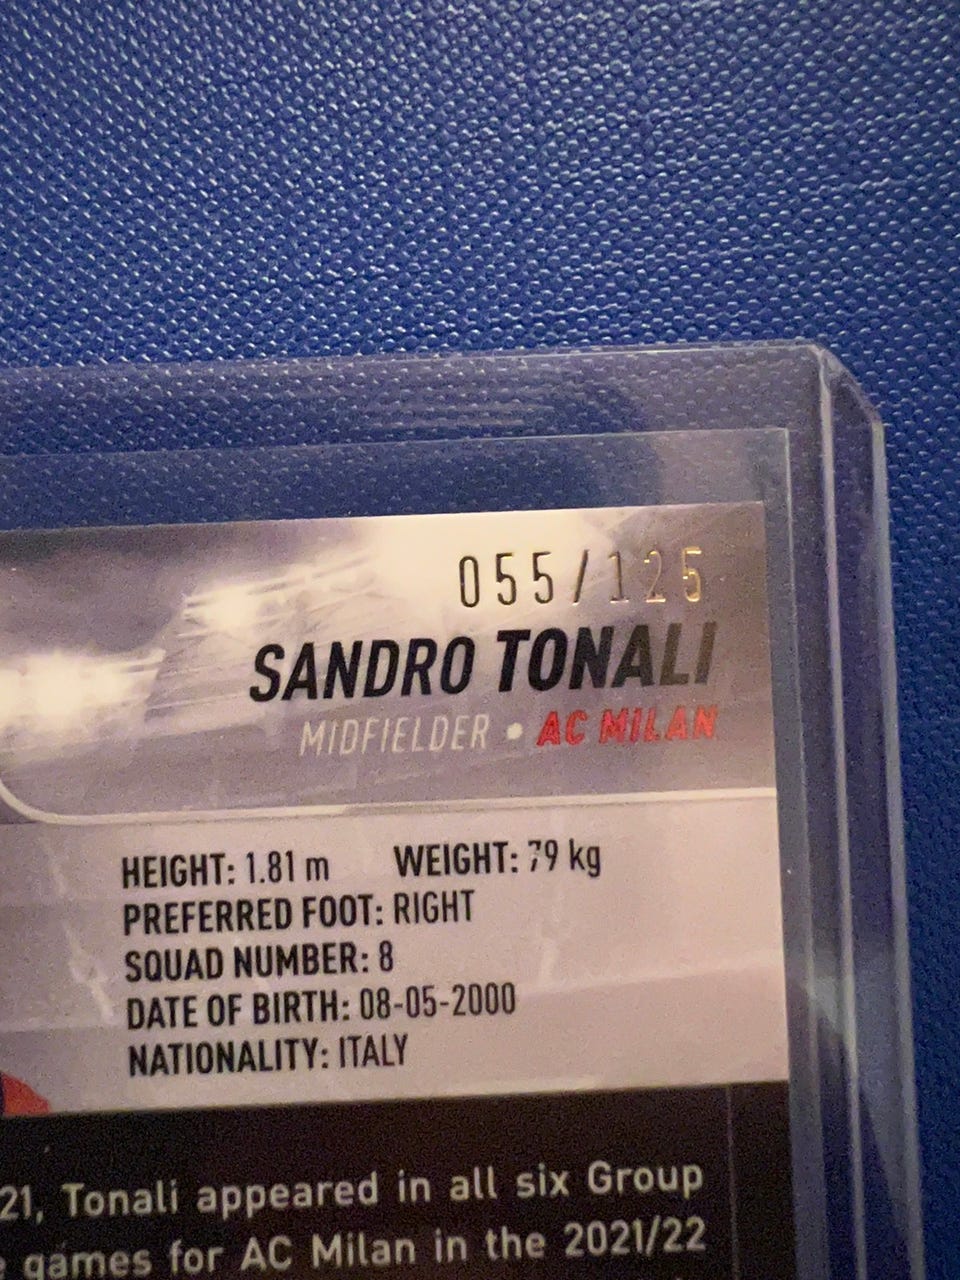 055/125
SANDRO TONALI
MIDFIELDER • AC MILAN
HEIGHT: 1.81 m WEIGHT: 79 kg
PREFERRED FOOT: RIGHT
SQUAD NUMBER: 8
DATE OF BIRTH: 08-05-2000
NATIONALITY: ITALY
21, Tonali appeared in all six Group
games for AC Milan in the 2021/22